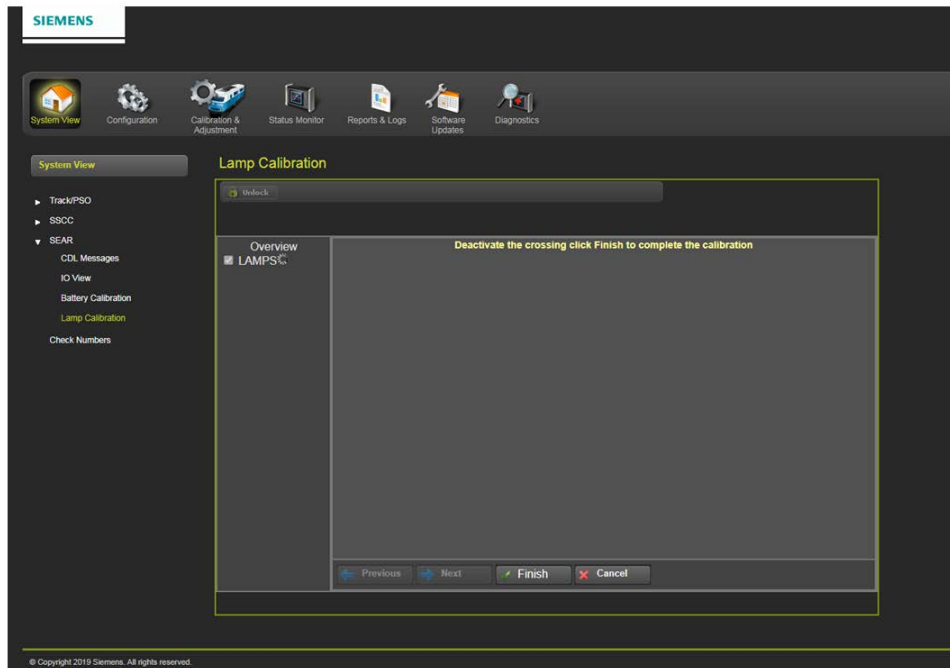 SIEMENS
System View
Configuration
Calibration &
Adjustment
Status Monitor
Reports & Logs
Software
Updates
Diagnostics
System View
Lamp Calibration
Unlock
Track/PSO
SSCC
SEAR
CDL Messages
IO View
Battery Calibration
Lamp Calibration
Check Numbers
Overview
LAMPS
Deactivate the crossing click Finish to complete the calibration
Previous
Next
Finish
Cancel
© Copyright 2019 Siemens. All rights reserved.